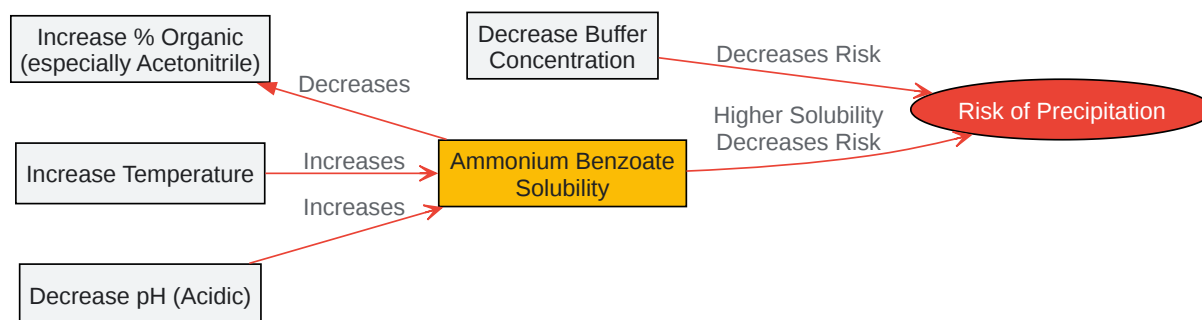 Increase % Organic
(especially Acetonitrile)
Decreases
Increase Temperature
Increases
Increases
Decrease pH (Acidic)
Decrease Buffer
Concentration
Ammonium Benzoate
Solubility
Decreases Risk
Higher Solubility
Decreases Risk
Risk of Precipitation